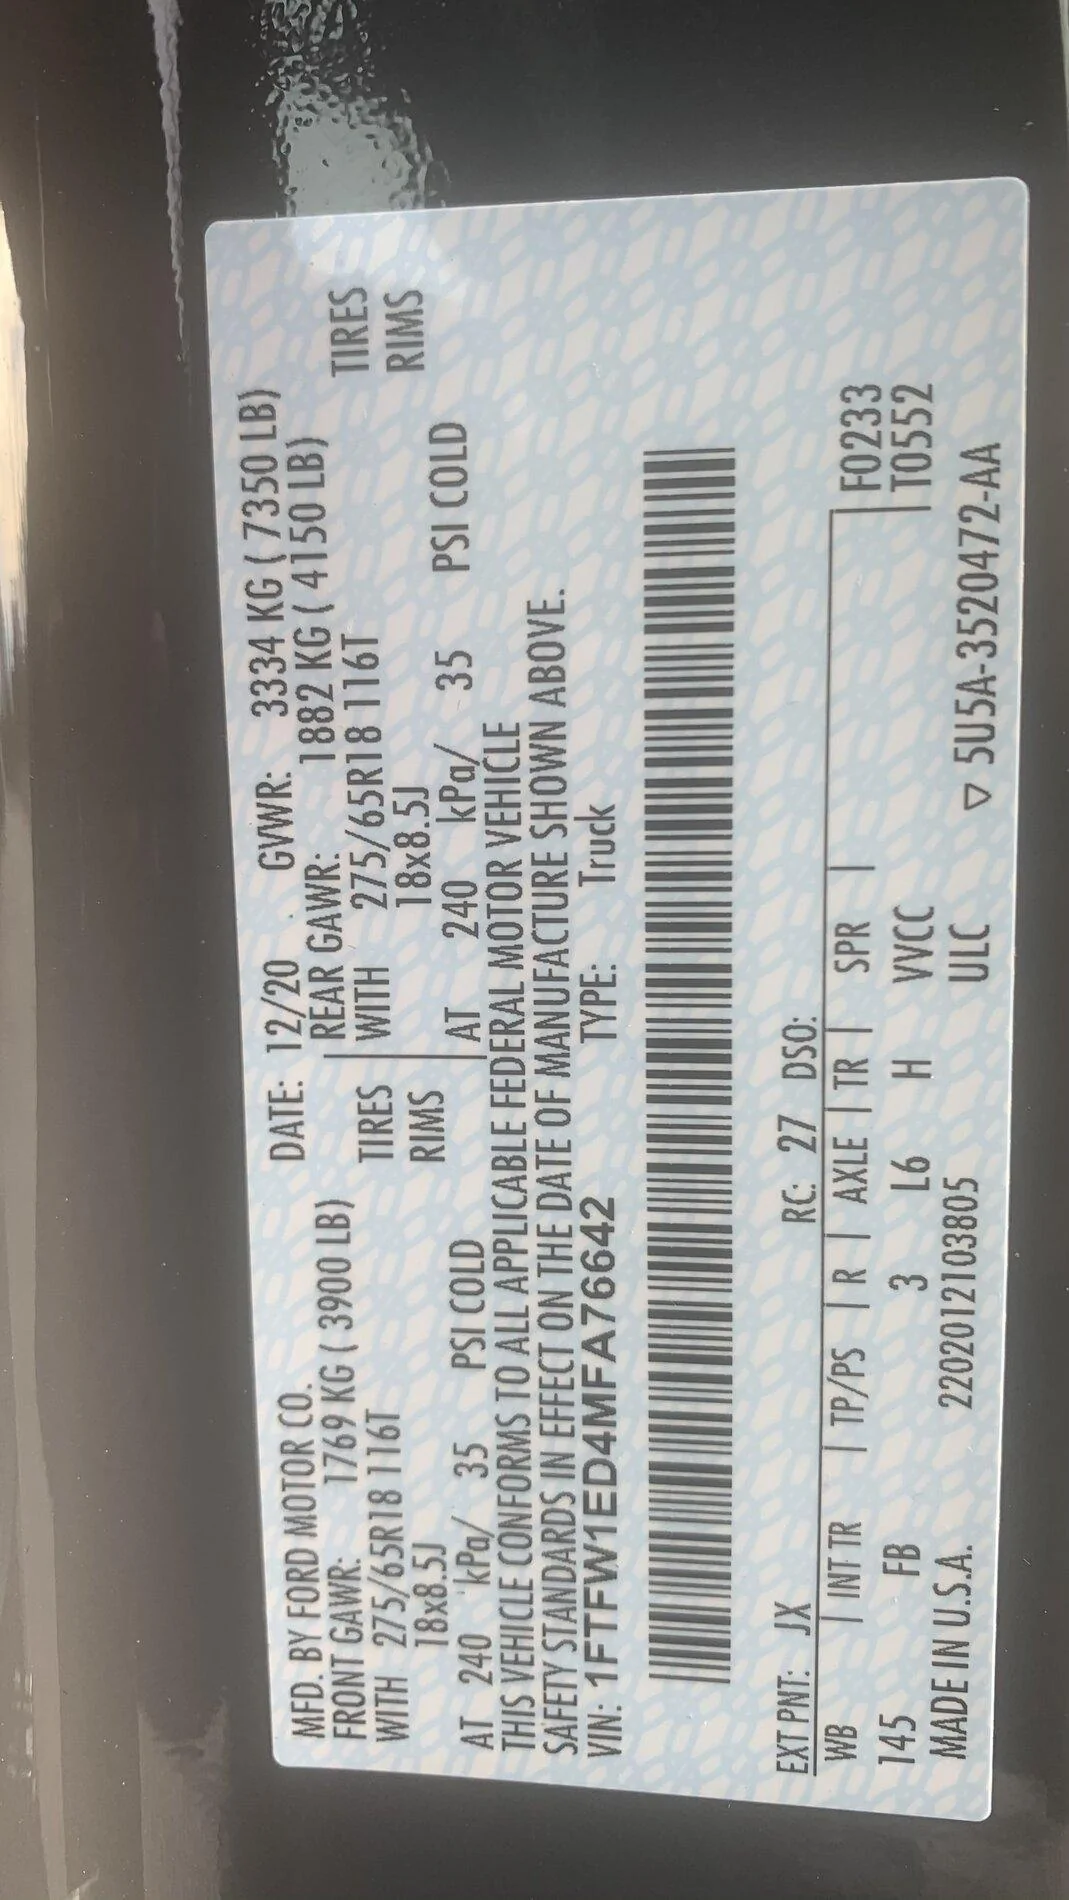 MFD. BY FORD MOTOR CO. DATE: 12/20 GVWR: 3334 KG ( 7350 LB)
FRONT GAWR: 1769 KG ( 3900 LB) REAR GAWR: 1882 KG ( 4150 LB)
WITH 275/65R18 116T TIRES WITH 275/65R18 116T TIRES
18x8.5J RIMS 18x8.5J RIMS
AT 240 kPa/ 35 PSI COLD AT 240 kPa/ 35 PSI COLD
THIS VEHICLE CONFORMS TO ALL APPLICABLE FEDERAL MOTOR VEHICLE
SAFETY STANDARDS IN EFFECT ON THE DATE OF MANUFACTURE SHOWN ABOVE.
VIN: 1FTFW1ED4MFA76642 TYPE: Truck
EXT PNT: JX RC: 27 DSO:
WB | INT TR | TP/PS | R | AXLE | TR | SPR | F0233
145 FB 3 L6 H VVCC T0552
MADE IN U.S.A. 2202012103805 ULC ▽ 5U5A-3520472-AA